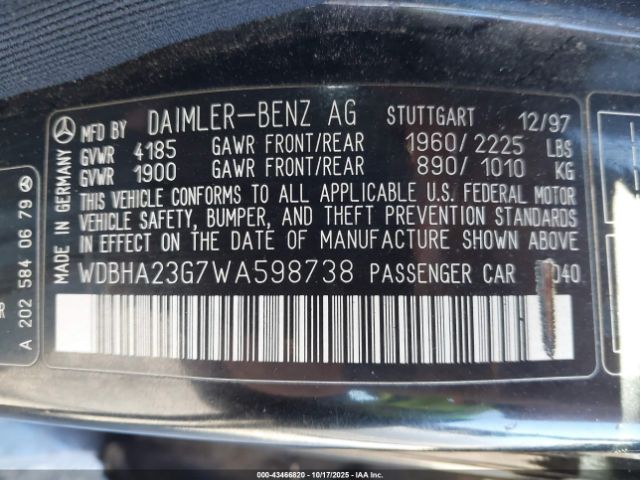 MFD BY DAIMLER-BENZ AG STUTTGART 12/97
GVWR 4185 GAWR FRONT/REAR 1960/2225 LBS
GVWR 1900 GAWR FRONT/REAR 890/1010 KG
THIS VEHICLE CONFORMS TO ALL APPLICABLE U.S. FEDERAL MOTOR
VEHICLE SAFETY, BUMPER, AND THEFT PREVENTION STANDARDS
IN EFFECT ON THE DATE OF MANUFACTURE SHOWN ABOVE
WDBHA23G7WA598738 PASSENGER CAR 040
MADE IN GERMANY
A 202 584 06 79
R
00-43466820 - 10/17/2025 - IAA Inc.